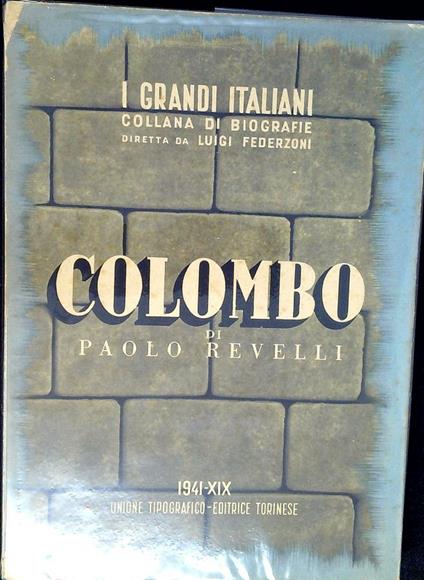 I GRANDI ITALIANI
COLLANA DI BIOGRAFIE
DIRETTA DA LUIGI FEDERZONI
COLOMBO
DI
PAOLO REVELLI
1941-XIX
UNIONE TIPOGRAFICO-EDITRICE TORINESE